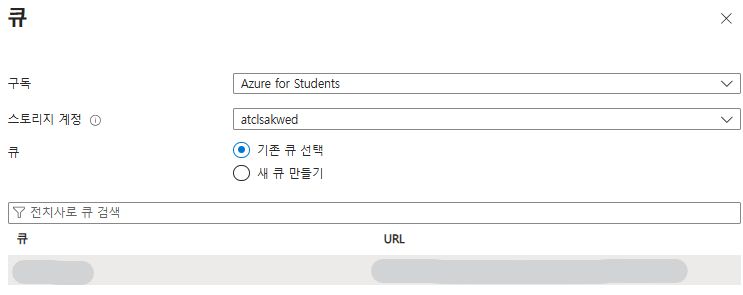 큐
구독 Azure for Students
스토리지 계정 atclsakwed
큐 기존 큐 선택
새 큐 만들기
전치사로 큐 검색
큐 URL